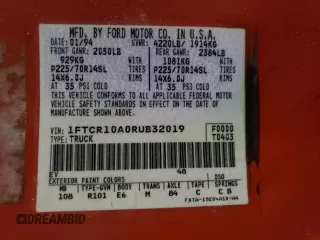 MFD. BY FORD MOTOR CO. IN U.S.A.
DATE: 01/94 GVWR: 4220LB/ 1914KG
FRONT GAWR: 2050LB REAR GAWR: 2384LB
929KG WITH 1081KG WITH
P225/70R14SL TIRES P225/70R14SL
14X6.0J RIMS 14X6.0J
AT 35 PSI COLD AT 35 PSI COLD
THIS VEHICLE CONFORMS TO ALL APPLICABLE FEDERAL MOTOR VEHICLE SAFETY STANDARDS IN EFFECT ON THE DATE OF MANUFACTURE SHOWN ABOVE.
VIN: 1FTCR10A0RUB32019
TYPE: TRUCK
F0000
T0403
EY 48
EXTERIOR PAINT COLORS
WB TYPE-GVW BODY TRANS AXLE TAPE SPRINGS
108 R101 E6 M 84 C C B
©DREAMBID